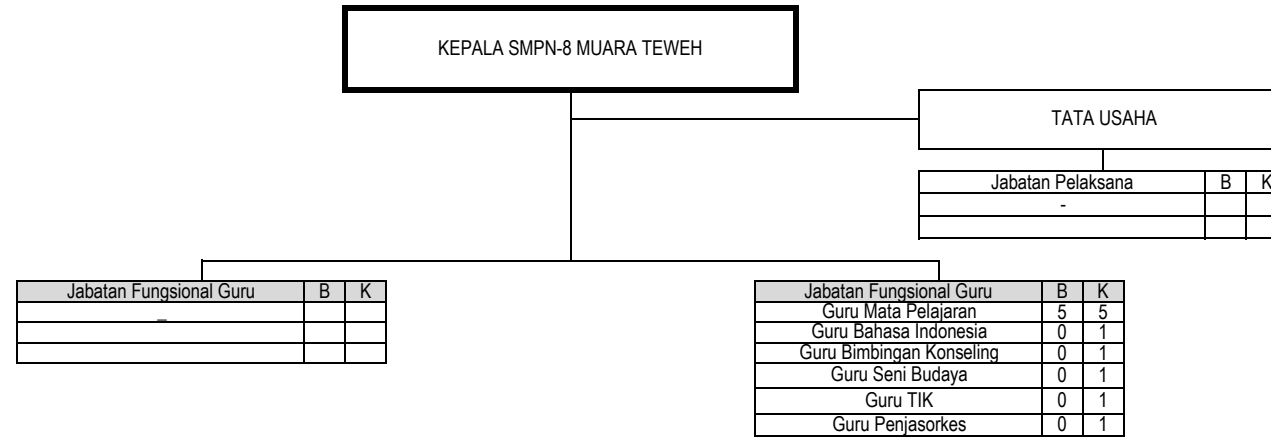 KEPALA SMPN-8 MUARA TEWEH
TATA USAHA
Jabatan Pelaksana B K
-
Jabatan Fungsional Guru B K
_
Jabatan Fungsional Guru B K
Guru Mata Pelajaran 5 5
Guru Bahasa Indonesia 0 1
Guru Bimbingan Konseling 0 1
Guru Seni Budaya 0 1
Guru TIK 0 1
Guru Penjasorkes 0 1